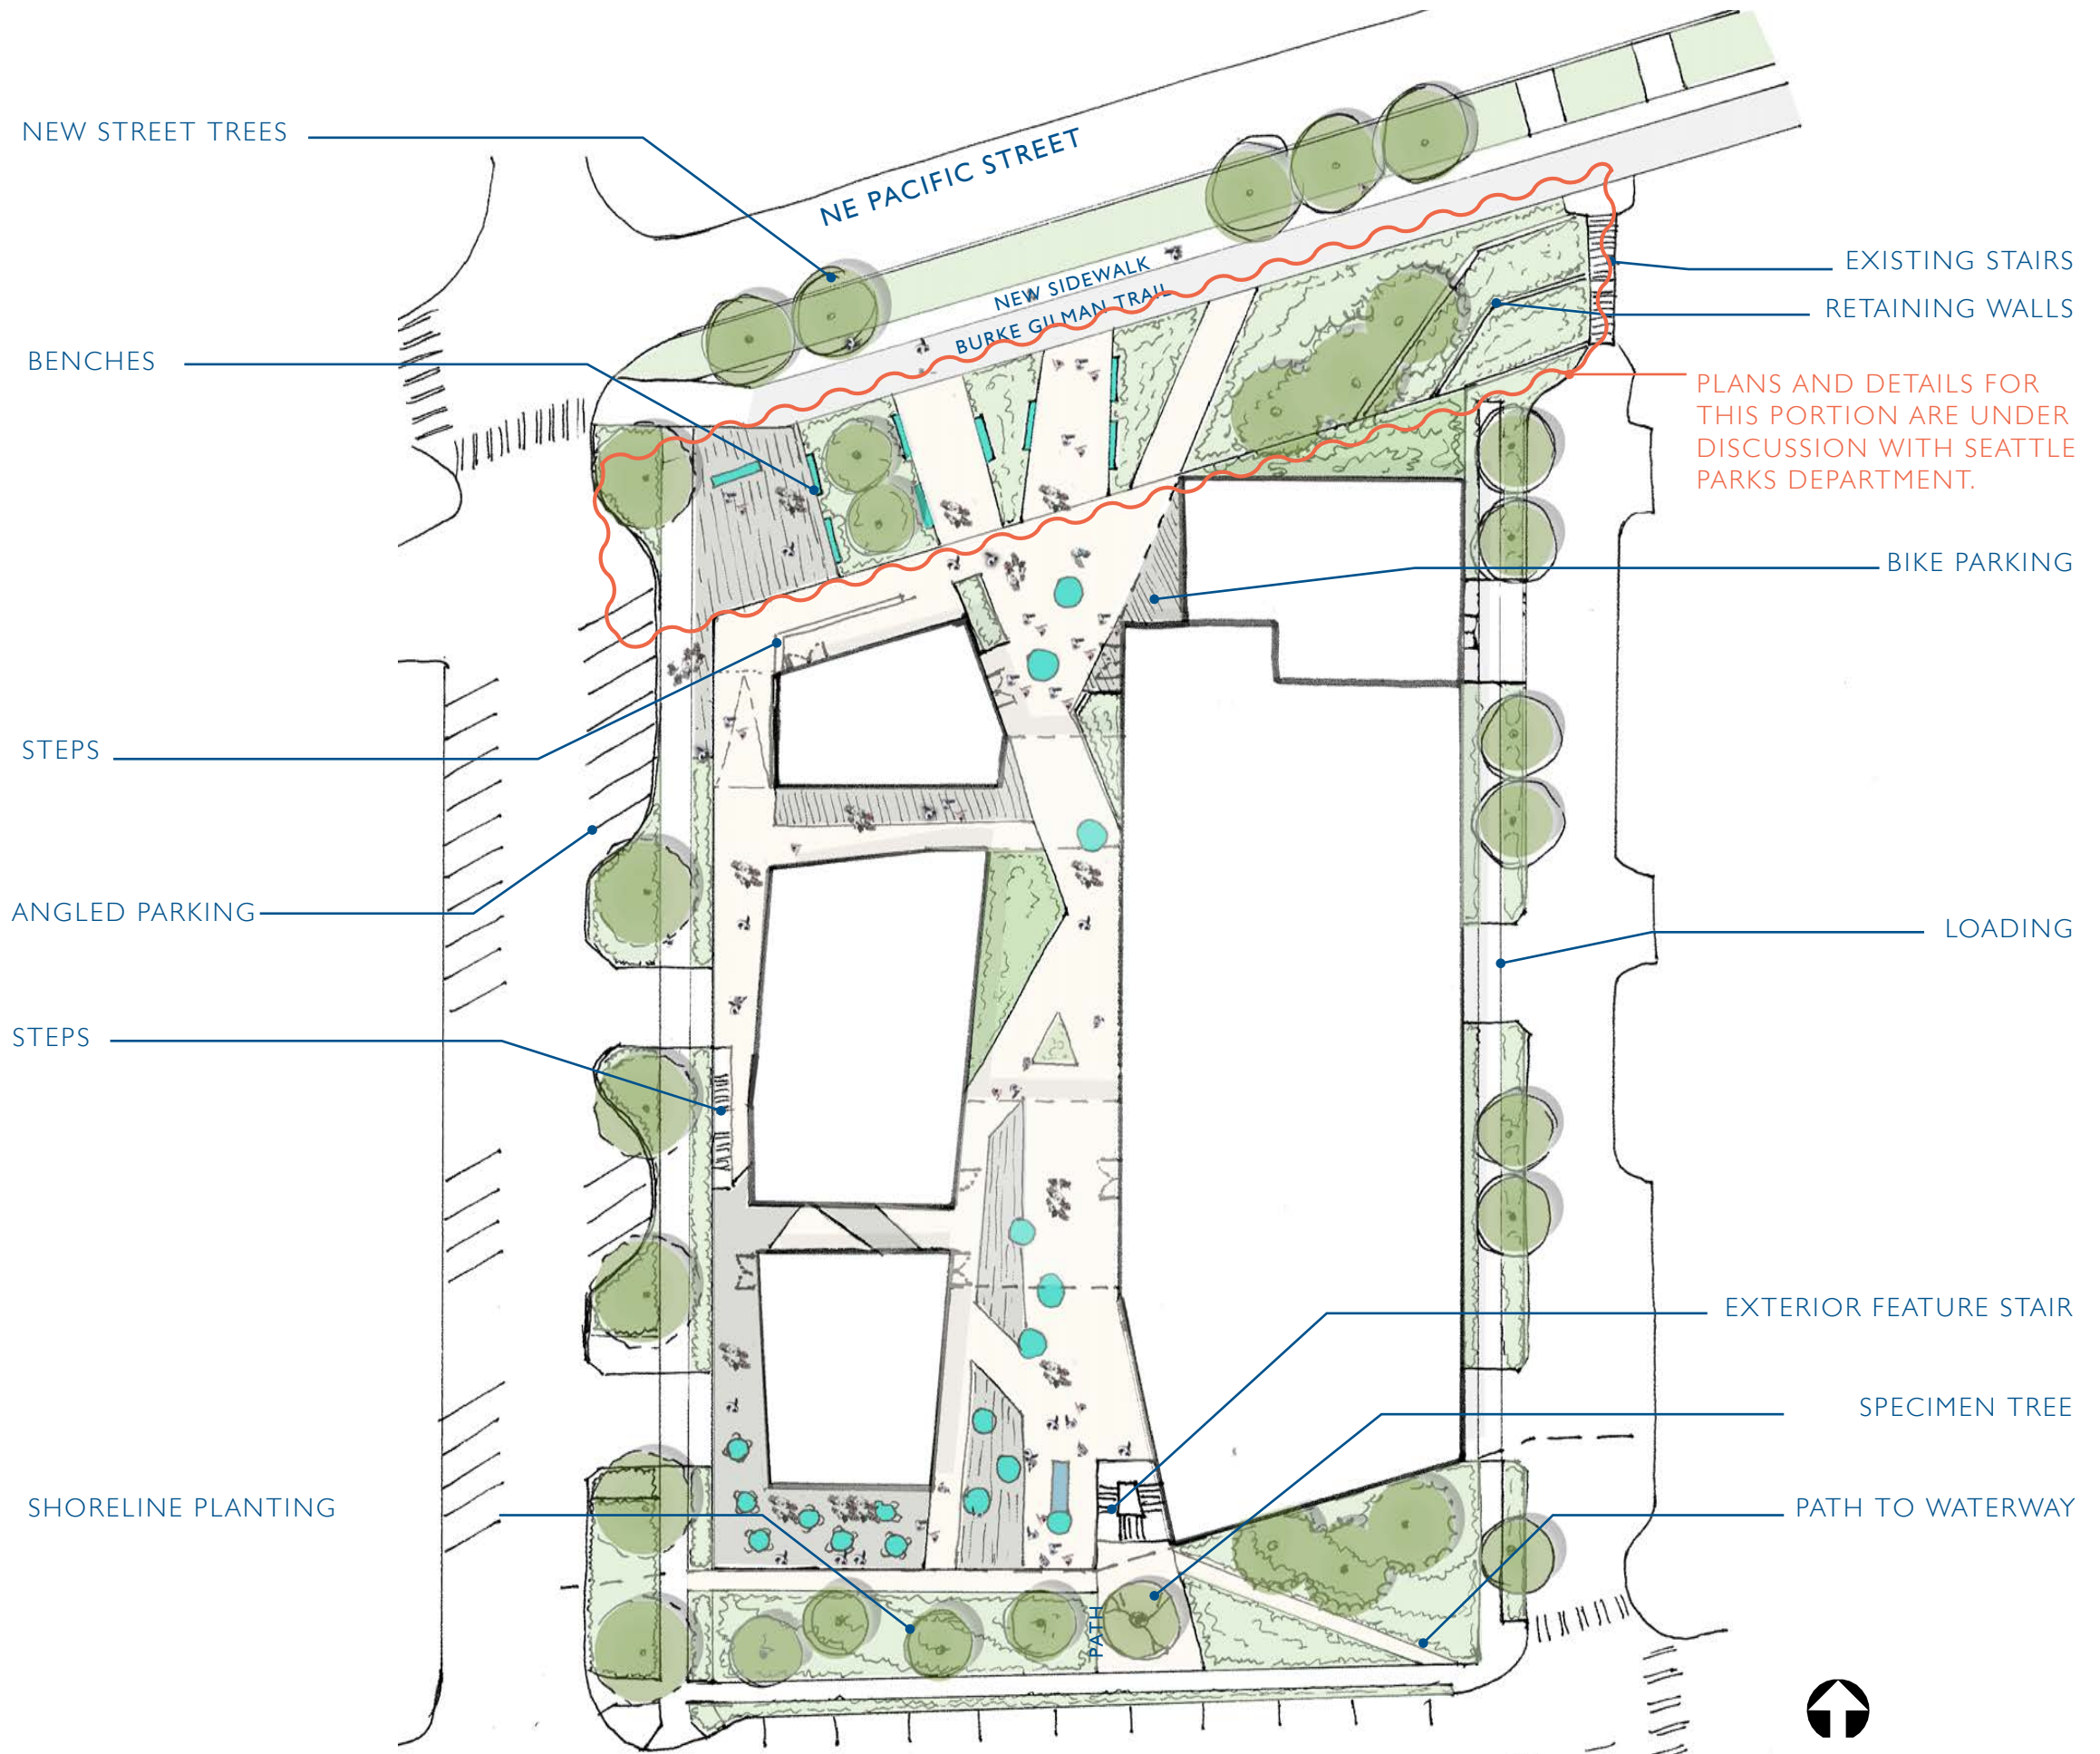 NEW STREET TREES
NE PACIFIC STREET
NEW SIDEWALK
BURKE GILMAN TRAIL
EXISTING STAIRS
RETAINING WALLS
BENCHES
PLANS AND DETAILS FOR
THIS PORTION ARE UNDER
DISCUSSION WITH SEATTLE
PARKS DEPARTMENT.
BIKE PARKING
STEPS
ANGLED PARKING
LOADING
STEPS
EXTERIOR FEATURE STAIR
SPECIMEN TREE
SHORELINE PLANTING
PATH TO WATERWAY
PATH